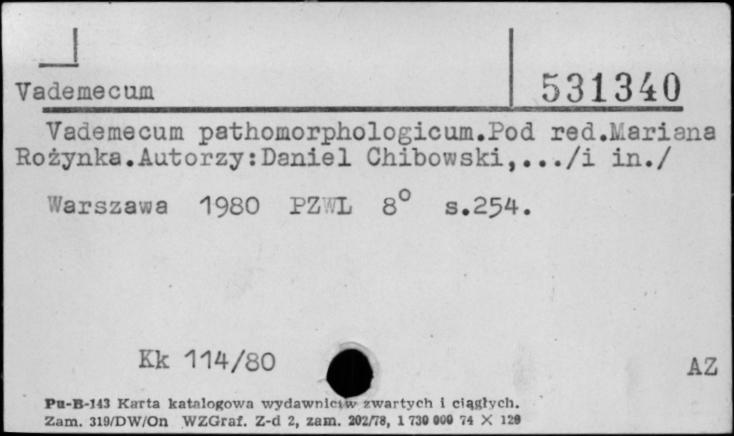 Vademecum
531340
Vademecum pathomorphologicum.Pod red.Mariana
Rożynka.Autorzy:Daniel Chibowski,.../i in./
Warszawa 1980 PZWL 8° s.254.
Kk 114/80
AZ
Pu-B-143 Karta katalogowa wydawnictw zwartych i ciągłych.
Zam. 319/DW/On WZGraf. Z-d 2, zam. 202/78, 1 730 000 74 X 120